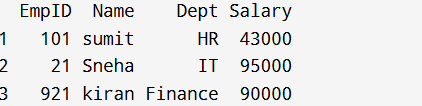 EmpID Name Dept Salary
1 101 sumit HR 43000
2 21 Sneha IT 95000
3 921 kiran Finance 90000